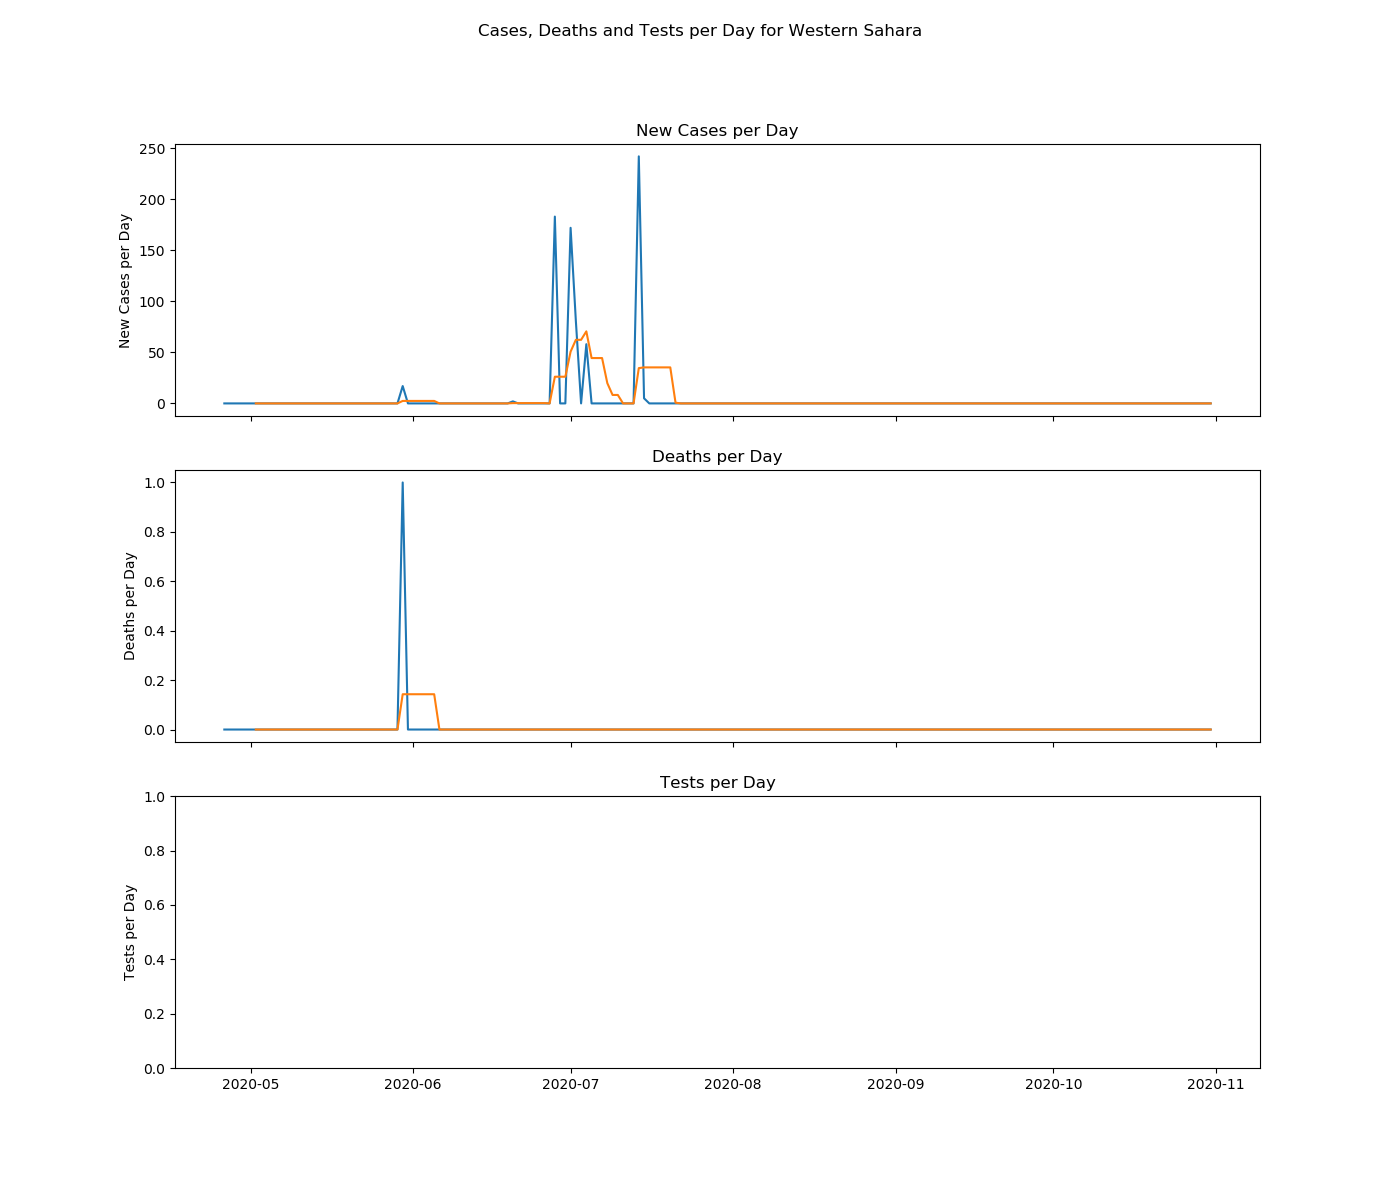 Cases, Deaths and Tests per Day for Western Sahara
New Cases per Day
New Cases per Day
250
200
150
100
50
0
Deaths per Day
Deaths per Day
1.0
0.8
0.6
0.4
0.2
0.0
Tests per Day
Tests per Day
1.0
0.8
0.6
0.4
0.2
0.0
2020-05 2020-06 2020-07 2020-08 2020-09 2020-10 2020-11